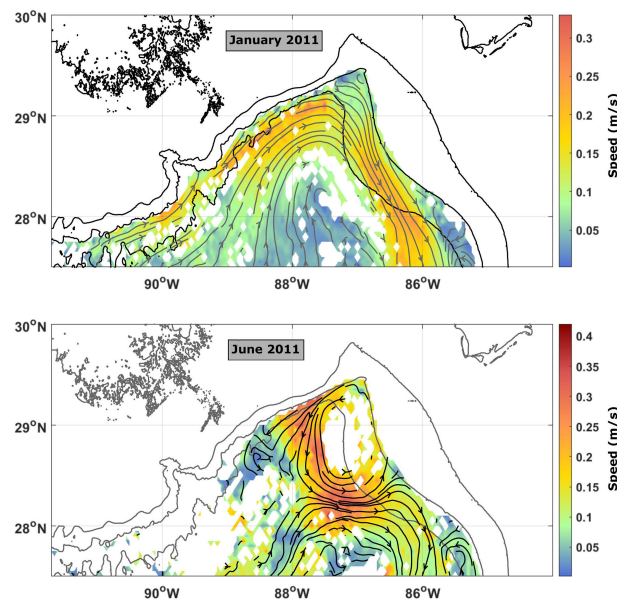 30°N
January 2011
29°N
28°N
90°W
88°W
86°W
0.3
0.25
0.2
0.15
0.1
0.05
Speed (m/s)
30°N
June 2011
29°N
28°N
90°W
88°W
86°W
0.4
0.35
0.3
0.25
0.2
0.15
0.1
0.05
Speed (m/s)